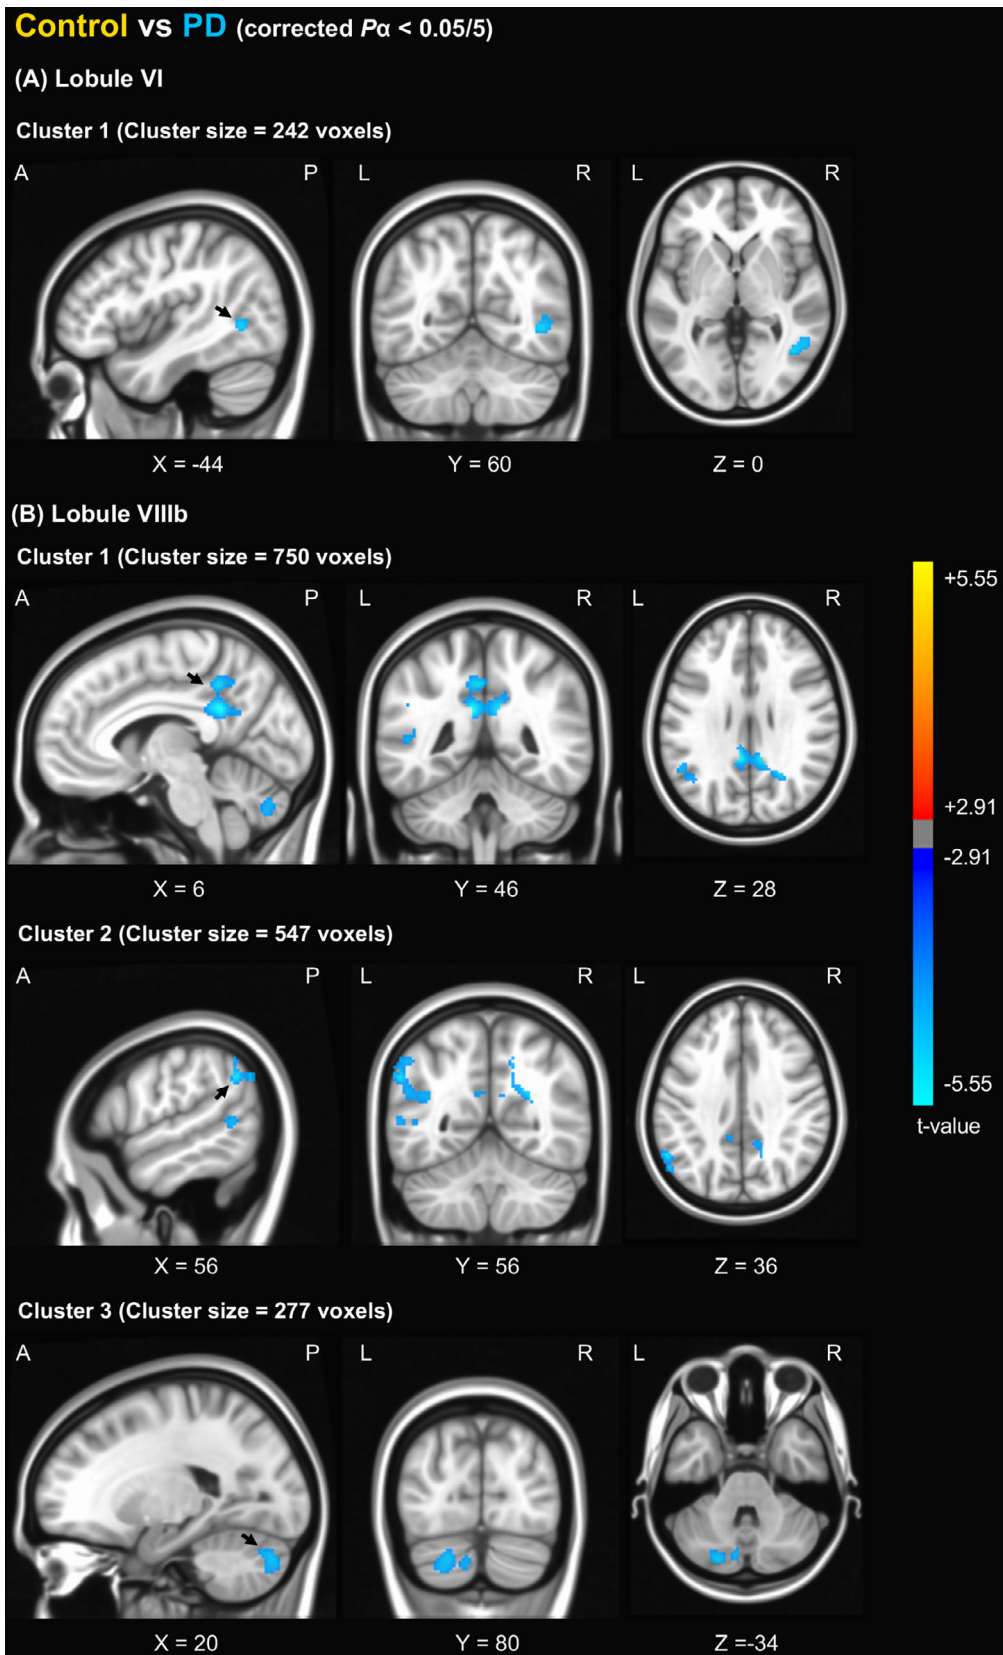 Control vs PD (corrected Pα < 0.05/5)
(A) Lobule VI
Cluster 1 (Cluster size = 242 voxels)
A P L R L R
X = -44 Y = 60 Z = 0
(B) Lobule VIIIb
Cluster 1 (Cluster size = 750 voxels)
A P L R L R
+5.55
+2.91
-2.91
X = 6 Y = 46 Z = 28
Cluster 2 (Cluster size = 547 voxels)
A P L R L R
-5.55
t-value
X = 56 Y = 56 Z = 36
Cluster 3 (Cluster size = 277 voxels)
A P L R L R
X = 20 Y = 80 Z =-34